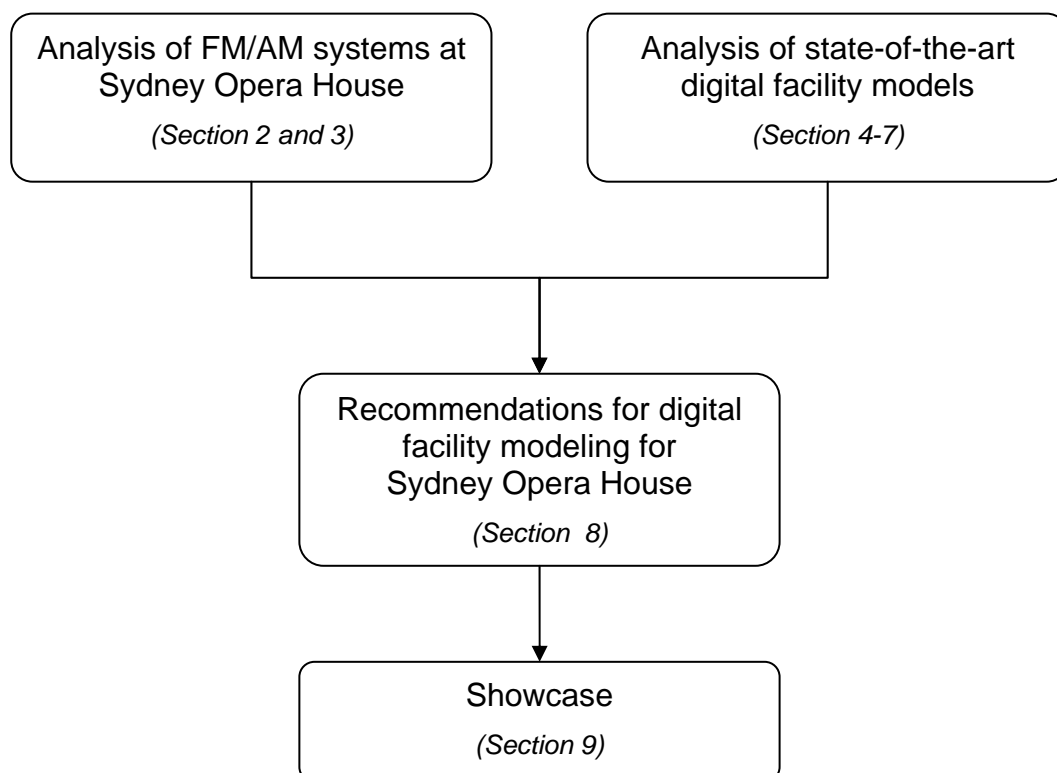 Analysis of FM/AM systems at
Sydney Opera House
(Section 2 and 3)
Analysis of state-of-the-art
digital facility models
(Section 4-7)
Recommendations for digital
facility modeling for
Sydney Opera House
(Section  8)
Showcase
(Section 9)